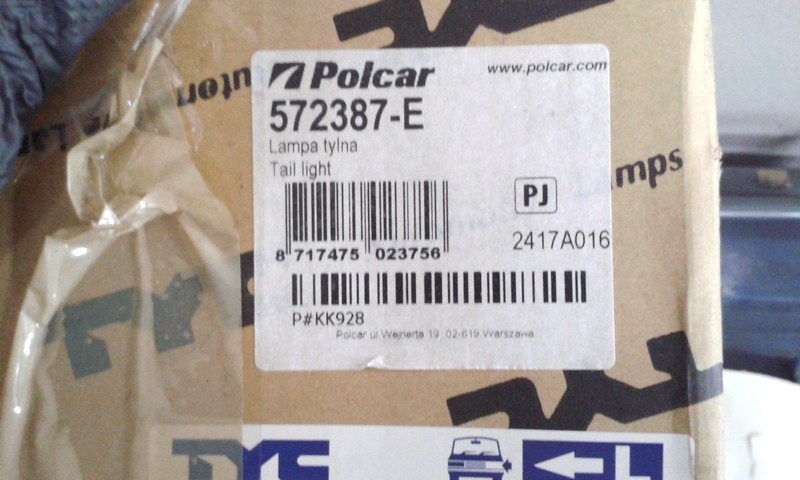 Polcar
www.polcar.com
572387-E
Lampa tylna
Tail light
PJ
2417A016
8 717475 023756
P#KK928
Polcar ul.Wejnerta 19 02-619 Warszawa
mps
L